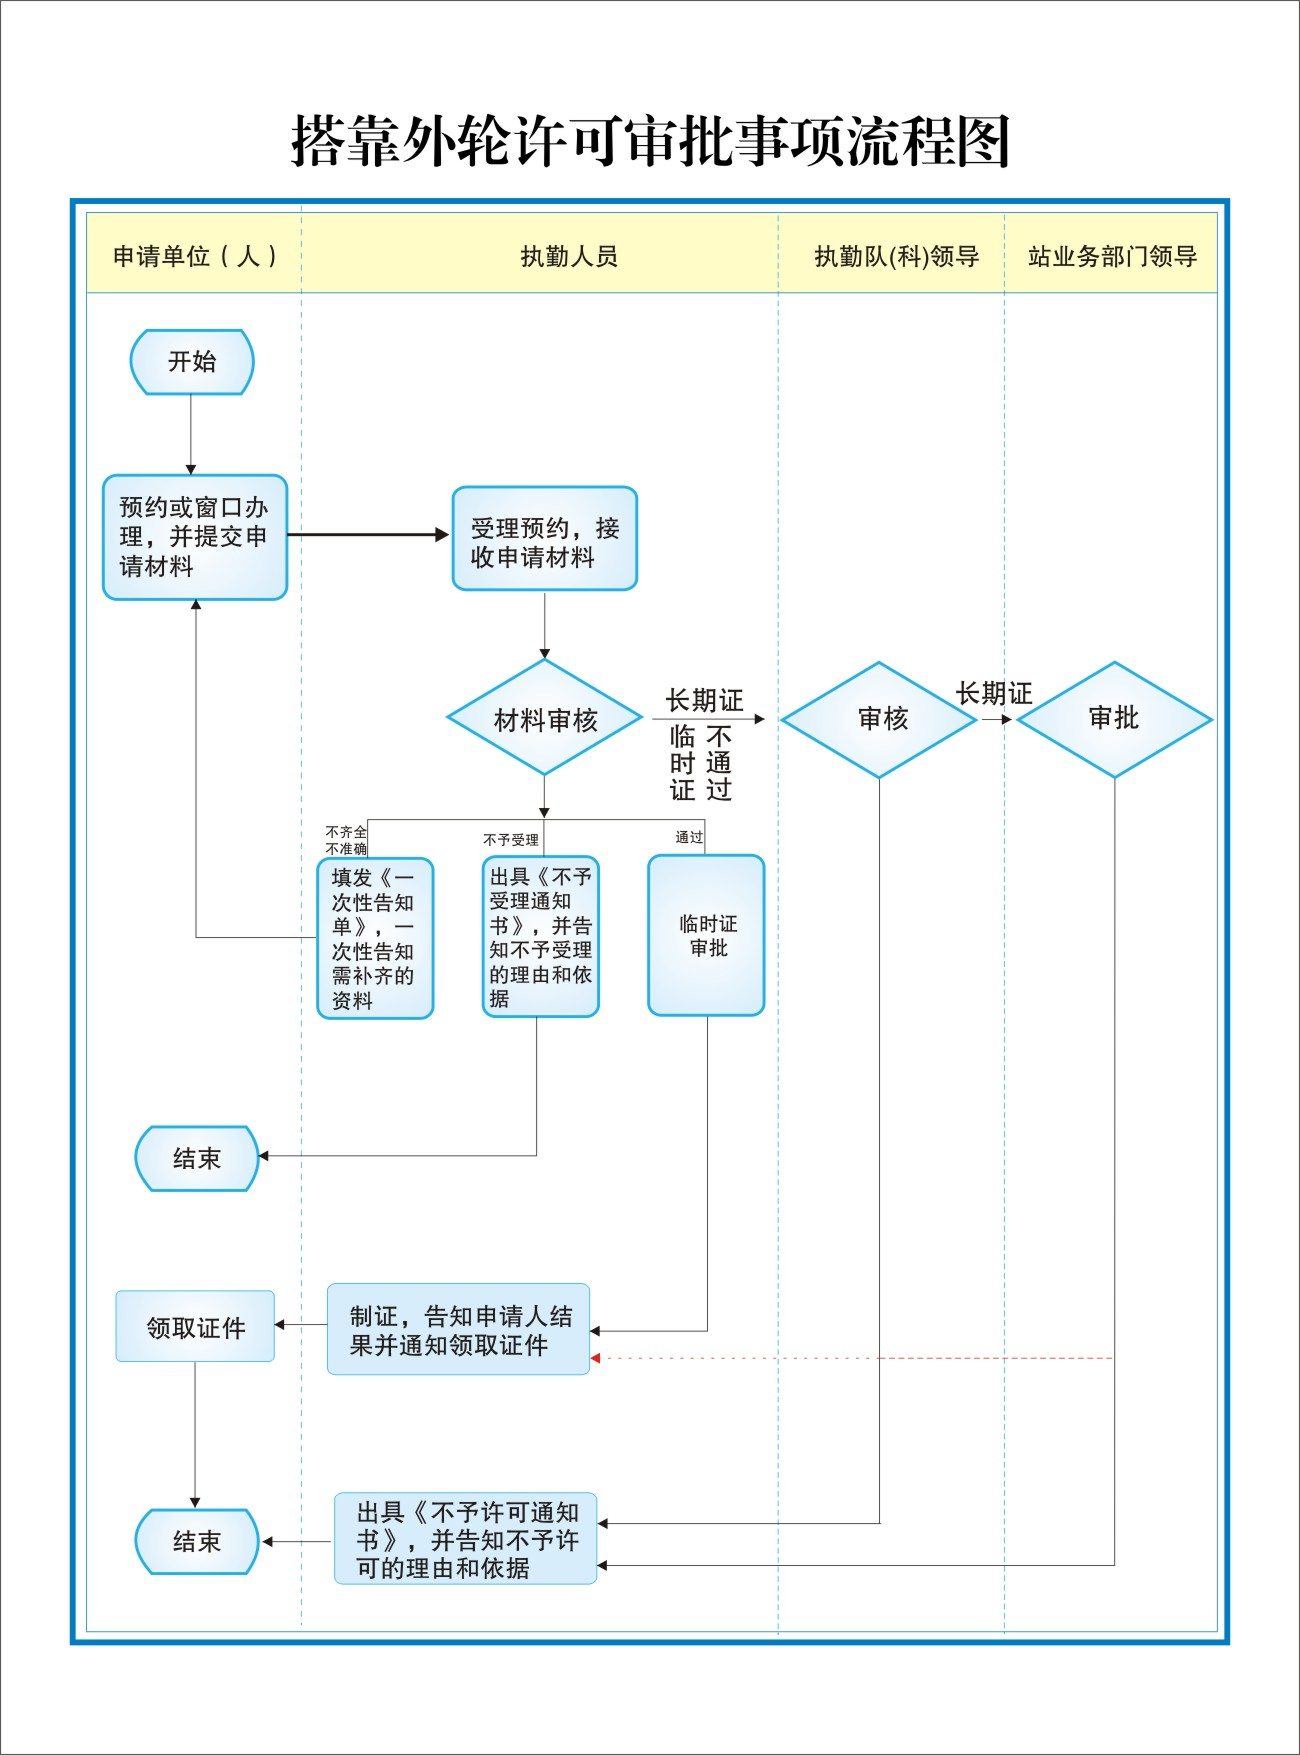 搭靠外轮许可审批事项流程图
申请单位（人）
执勤人员
执勤队(科)领导
站业务部门领导
开始
预约或窗口办
理，并提交申
请材料
受理预约，接
收申请材料
材料审核
长期证
临时证
不通过
审核
长期证
审批
不齐全
不准确
不予受理
通过
填发《一
次性告知
单》，一
次性告知
需补齐的
资料
出具《不予
受理通知
书》，并告
知不予受理
的理由和依
据
临时证
审批
结束
领取证件
制证，告知申请人结
果并通知领取证件
结束
出具《不予许可通知
书》，并告知不予许
可的理由和依据